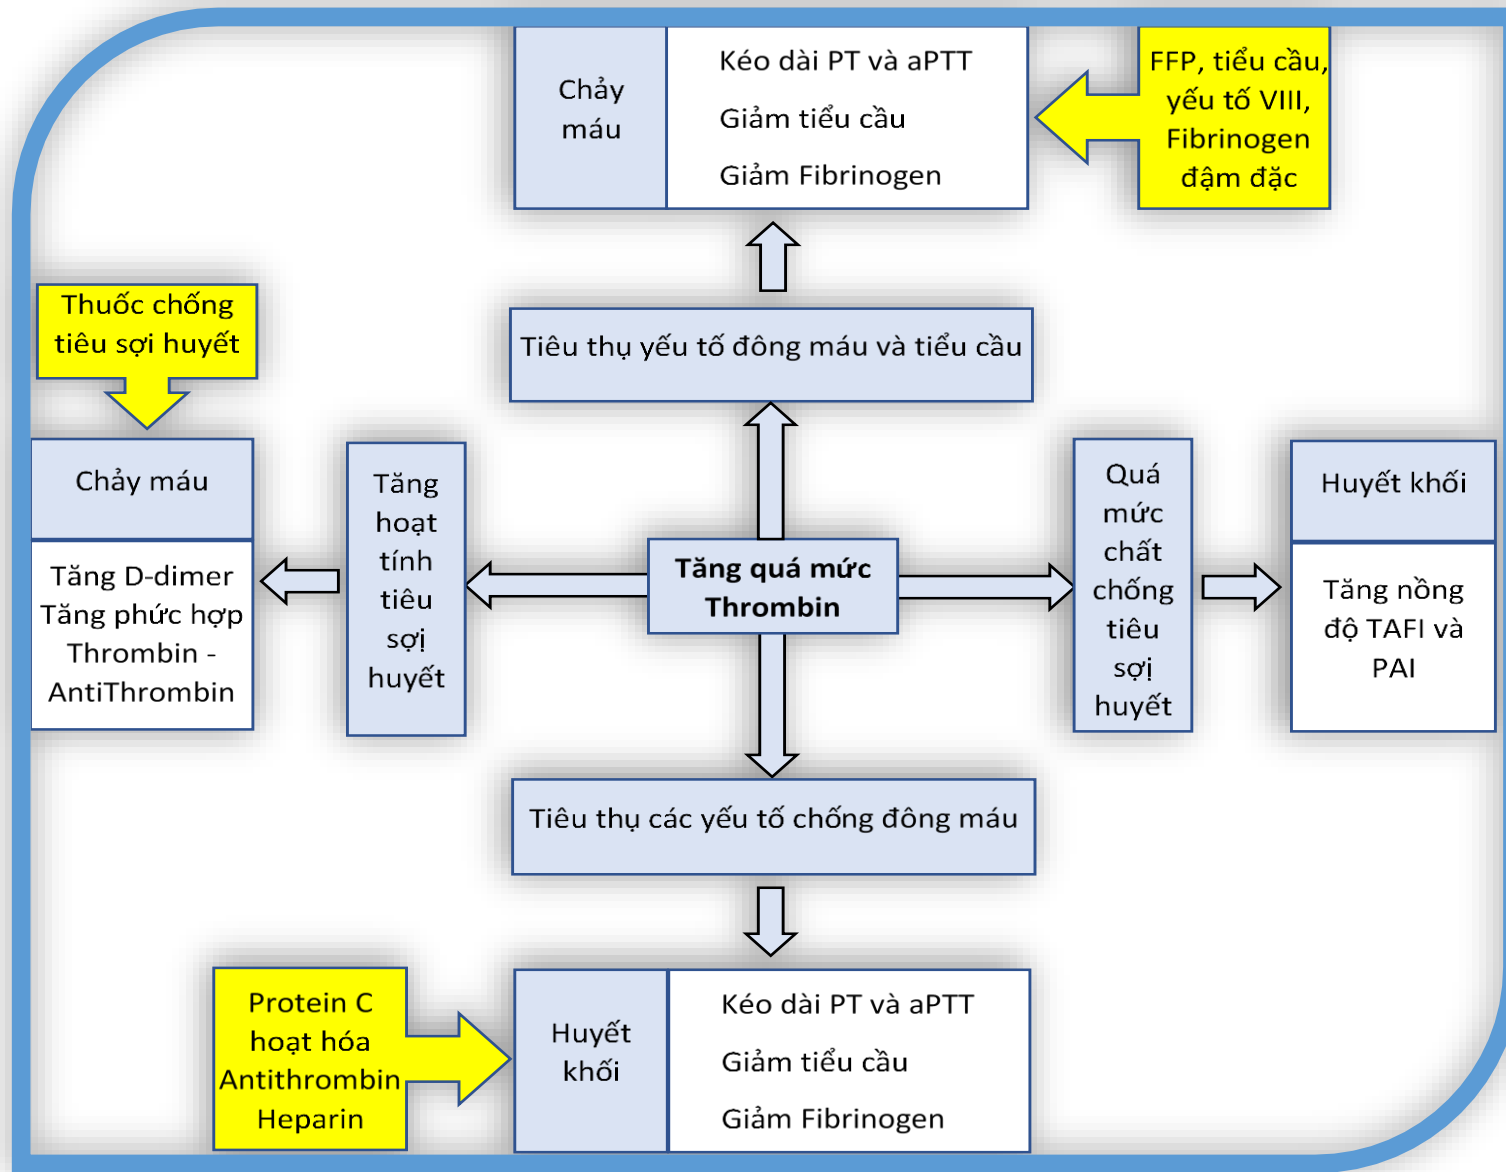 Chảy
máu
Kéo dài PT và aPTT
Giảm tiểu cầu
Giảm Fibrinogen
FFP, tiểu cầu,
yếu tố VIII,
Fibrinogen
đậm đặc
Thuốc chống
tiêu sợi huyết
Tiêu thụ yếu tố đông máu và tiểu cầu
Chảy máu
Tăng D-dimer
Tăng phức hợp
Thrombin -
AntiThrombin
Tăng
hoạt
tính
tiêu
sợi
huyết
Tăng quá mức
Thrombin
Quá
mức
chất
chống
tiêu
sợi
huyết
Huyết khối
Tăng nồng
độ TAFI và
PAI
Tiêu thụ các yếu tố chống đông máu
Protein C
hoạt hóa
Antithrombin
Heparin
Huyết
khối
Kéo dài PT và aPTT
Giảm tiểu cầu
Giảm Fibrinogen